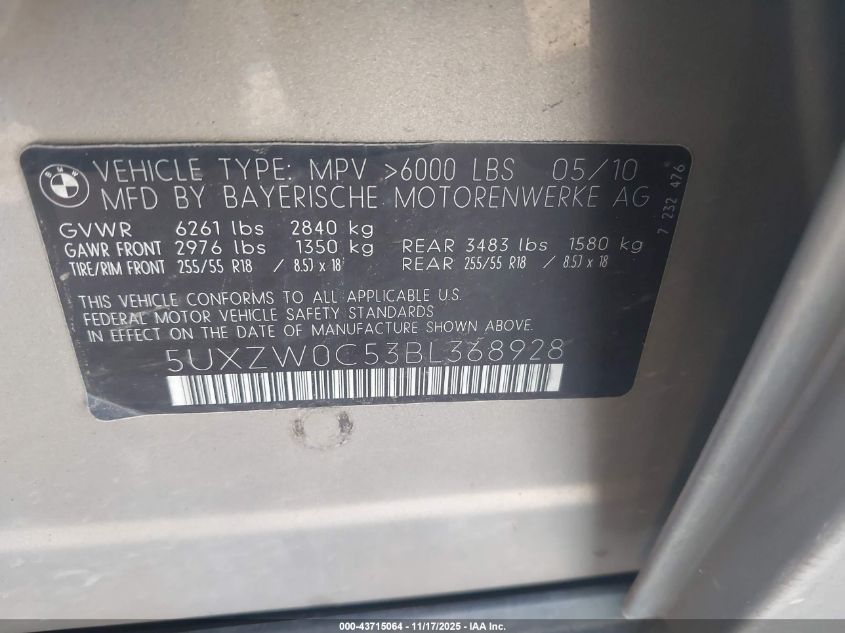 BMW
VEHICLE TYPE: MPV >6000 LBS 05/10
MFD BY BAYERISCHE MOTORENWERKE AG
GVWR 6261 lbs 2840 kg
GAWR FRONT 2976 lbs 1350 kg REAR 3483 lbs 1580 kg
TIRE/RIM FRONT 255/55 R18 / 8.5J x 18 REAR 255/55 R18 / 8.5J x 18
THIS VEHICLE CONFORMS TO ALL APPLICABLE U.S.
FEDERAL MOTOR VEHICLE SAFETY STANDARDS
IN EFFECT ON THE DATE OF MANUFACTURE SHOWN ABOVE.
5UXZW0C53BL368928
7 232 476
000-43715064 - 11/17/2025 - IAA Inc.